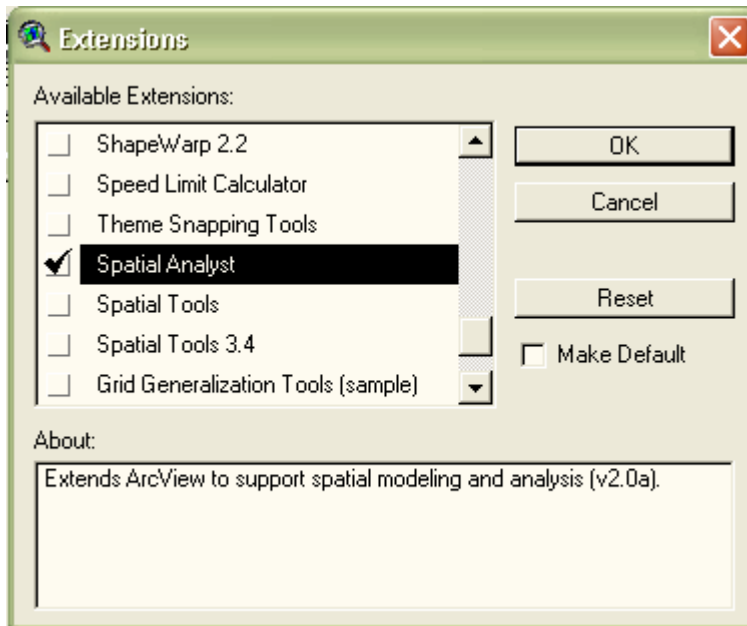 Extensions
Available Extensions:
ShapeWarp 2.2
Speed Limit Calculator
Theme Snapping Tools
Spatial Analyst
Spatial Tools
Spatial Tools 3.4
Grid Generalization Tools (sample)
OK
Cancel
Reset
Make Default
About:
Extends ArcView to support spatial modeling and analysis (v2.0a).